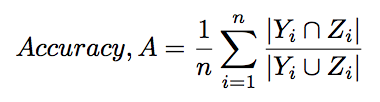 Accuracy, A = \frac{1}{n} \sum_{i=1}^{n} \frac{|Y_i \cap Z_i|}{|Y_i \cup Z_i|}